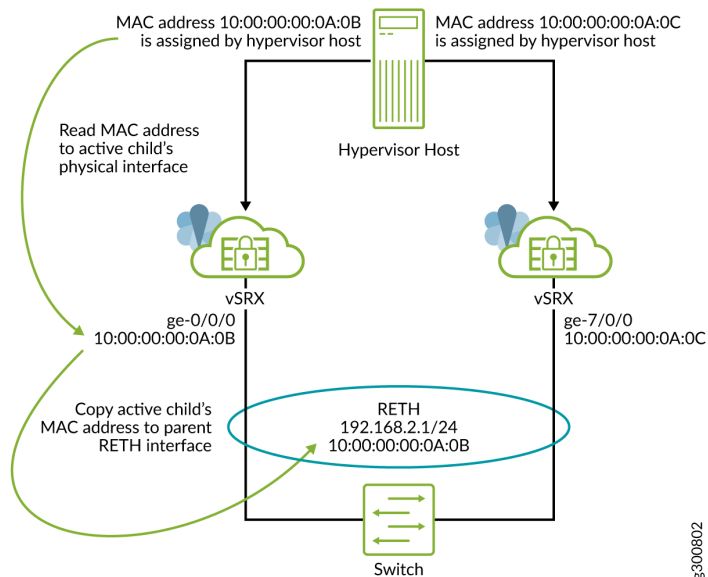 MAC address 10:00:00:00:0A:0B
is assigned by hypervisor host
MAC address 10:00:00:00:0A:0C
is assigned by hypervisor host
Read MAC address
to active child's
physical interface
Hypervisor Host
vSRX
ge-0/0/0
10:00:00:00:0A:0B
vSRX
ge-7/0/0
10:00:00:00:0A:0C
Copy active child's
MAC address to parent
RETH interface
RETH
192.168.2.1/24
10:00:00:00:0A:0B
Switch
g300802